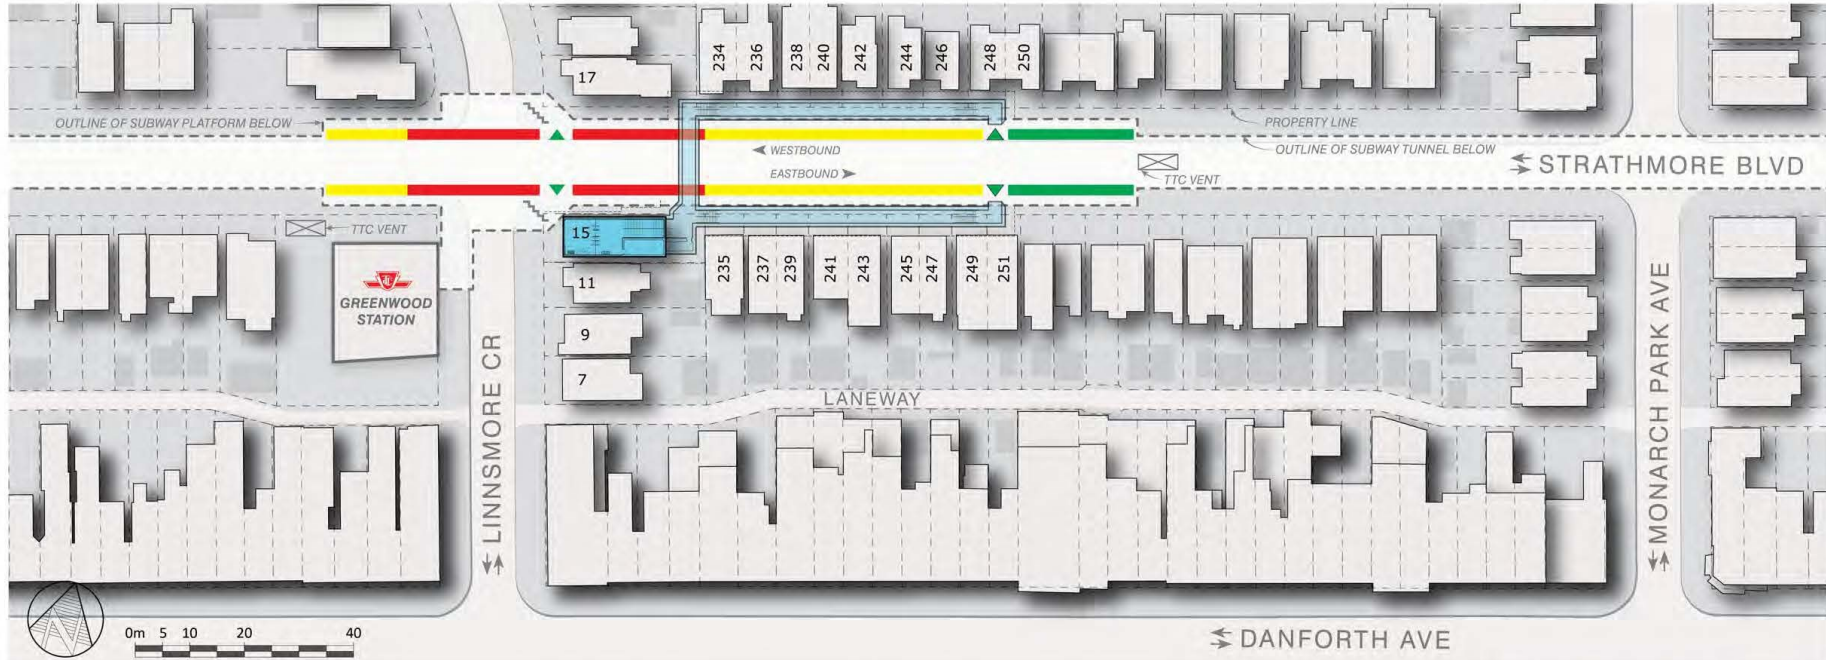 234
236
238
240
242
244
246
248
250
17
OUTLINE OF SUBWAY PLATFORM BELOW
PROPERTY LINE
WESTBOUND
EASTBOUND
OUTLINE OF SUBWAY TUNNEL BELOW
STRATHMORE BLVD
TTC VENT
TTC VENT
15
GREENWOOD
STATION
11
9
7
235
237
239
241
243
245
247
249
251
LINNSMORE CR
MONARCH PARK AVE
LANEWAY
N
0m 5 10 20 40
DANFORTH AVE